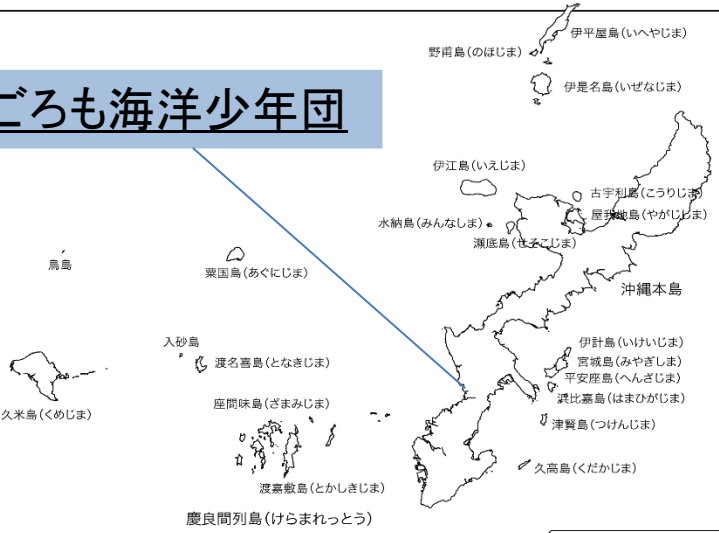 伊平屋島(いへやじま)
野甫島(のほじま)
伊是名島(いぜなじま)
ごろも海洋少年団
伊江島(いえじま)
古宇利島(こうりじま)
屋我地島(やがじしま)
水納島(みんなしま)
瀬底島(せそこじま)
鳥島
粟国島(あぐにじま)
沖縄本島
入砂島
渡名喜島(となきじま)
伊計島(いけいじま)
宮城島(みやぎしま)
平安座島(へんざじま)
浜比嘉島(はまひがじま)
久米島(くめじま)
座間味島(ざまみじま)
津賢島(つけんじま)
久高島(くだかじま)
渡嘉敷島(とかしきじま)
慶良間列島(けらまれっとう)